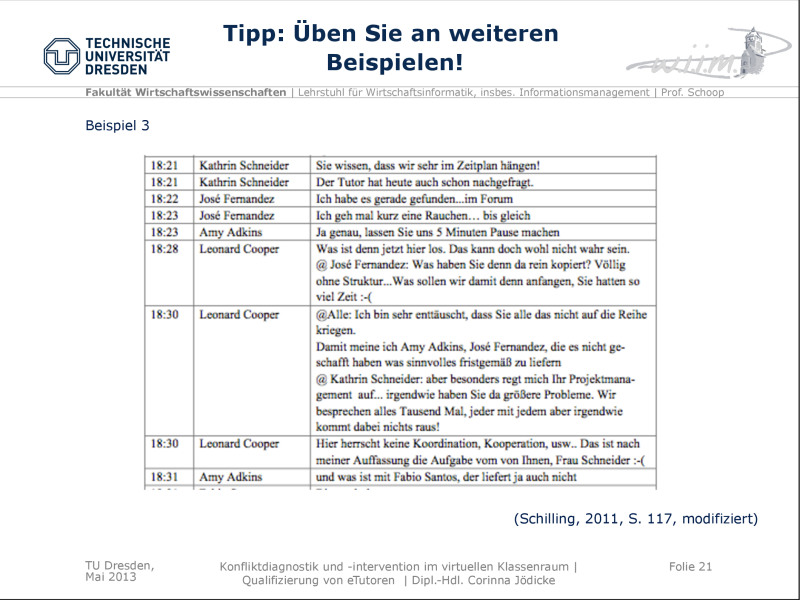 Tipp: Üben Sie an weiteren
Beispielen!
TECHNISCHE
UNIVERSITÄT
DRESDEN
w.i.i.m.
Fakultät Wirtschaftswissenschaften | Lehrstuhl für Wirtschaftsinformatik, insbes. Informationsmanagement | Prof. Schoop
Beispiel 3
18:21 Kathrin Schneider Sie wissen, dass wir sehr im Zeitplan hängen!
18:21 Kathrin Schneider Der Tutor hat heute auch schon nachgefragt.
18:22 José Fernandez Ich habe es gerade gefunden...im Forum
18:23 José Fernandez Ich geh mal kurz eine Rauchen… bis gleich
18:23 Amy Adkins Ja genau, lassen Sie uns 5 Minuten Pause machen
18:28 Leonard Cooper Was ist denn jetzt hier los. Das kann doch wohl nicht wahr sein.
@ José Fernandez: Was haben Sie denn da rein kopiert? Völlig
ohne Struktur...Was sollen wir damit denn anfangen, Sie hatten so
viel Zeit :-(
18:30 Leonard Cooper @Alle: Ich bin sehr enttäuscht, dass Sie alle das nicht auf die Reihe
kriegen.
Damit meine ich Amy Adkins, José Fernandez, die es nicht ge-
schafft haben was sinnvolles fristgemäß zu liefern
@ Kathrin Schneider: aber besonders regt mich Ihr Projektmana-
gement auf... irgendwie haben Sie da größere Probleme. Wir
besprechen alles Tausend Mal, jeder mit jedem aber irgendwie
kommt dabei nichts raus!
18:30 Leonard Cooper Hier herrscht keine Koordination, Kooperation, usw.. Das ist nach
meiner Auffassung die Aufgabe vom von Ihnen, Frau Schneider :-(
18:31 Amy Adkins und was ist mit Fabio Santos, der liefert ja auch nicht
(Schilling, 2011, S. 117, modifiziert)
TU Dresden,
Mai 2013
Konfliktdiagnostik und -intervention im virtuellen Klassenraum |
Qualifizierung von eTutoren | Dipl.-Hdl. Corinna Jödicke
Folie 21